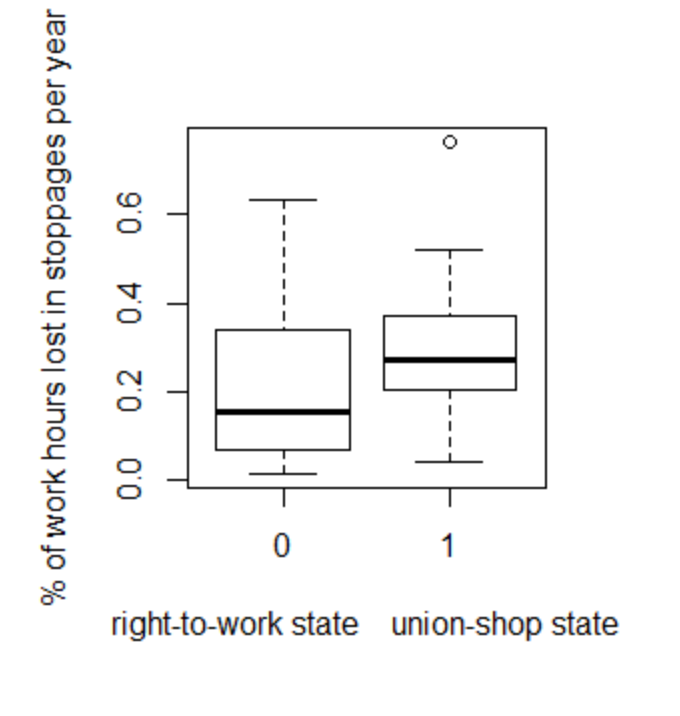 % of work hours lost in stoppages per year
0.6
0.4
0.2
0.0
0 1
right-to-work state union-shop state